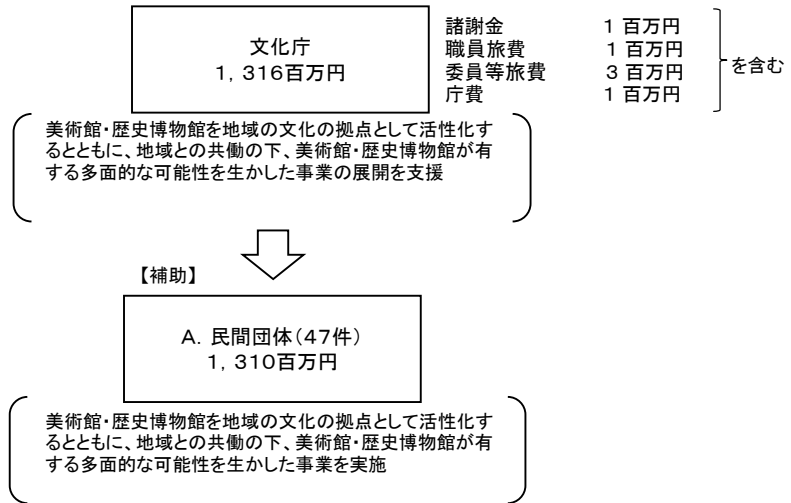 文化庁
1，316百万円
諸謝金 1 百万円
職員旅費 1 百万円
委員等旅費 3 百万円
庁費 1 百万円
を含む
美術館・歴史博物館を地域の文化の拠点として活性化す
るとともに、地域との共働の下、美術館・歴史博物館が有
する多面的な可能性を生かした事業の展開を支援
【補助】
A．民間団体（47件）
1，310百万円
美術館・歴史博物館を地域の文化の拠点として活性化す
るとともに、地域との共働の下、美術館・歴史博物館が有
する多面的な可能性を生かした事業を実施